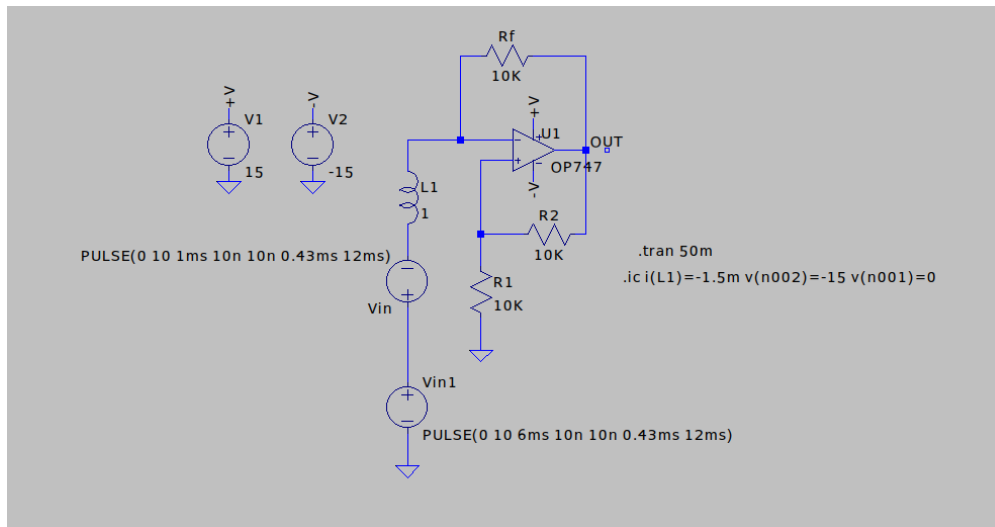 Rf
10K
+V
-V
+V
V1
V2
U1
OUT
15
-15
OP747
-V
L1
1
R2
10K
PULSE(0 10 1ms 10n 10n 0.43ms 12ms)
.tran 50m
.ic i(L1)=-1.5m v(n002)=-15 v(n001)=0
Vin
R1
10K
Vin1
PULSE(0 10 6ms 10n 10n 0.43ms 12ms)